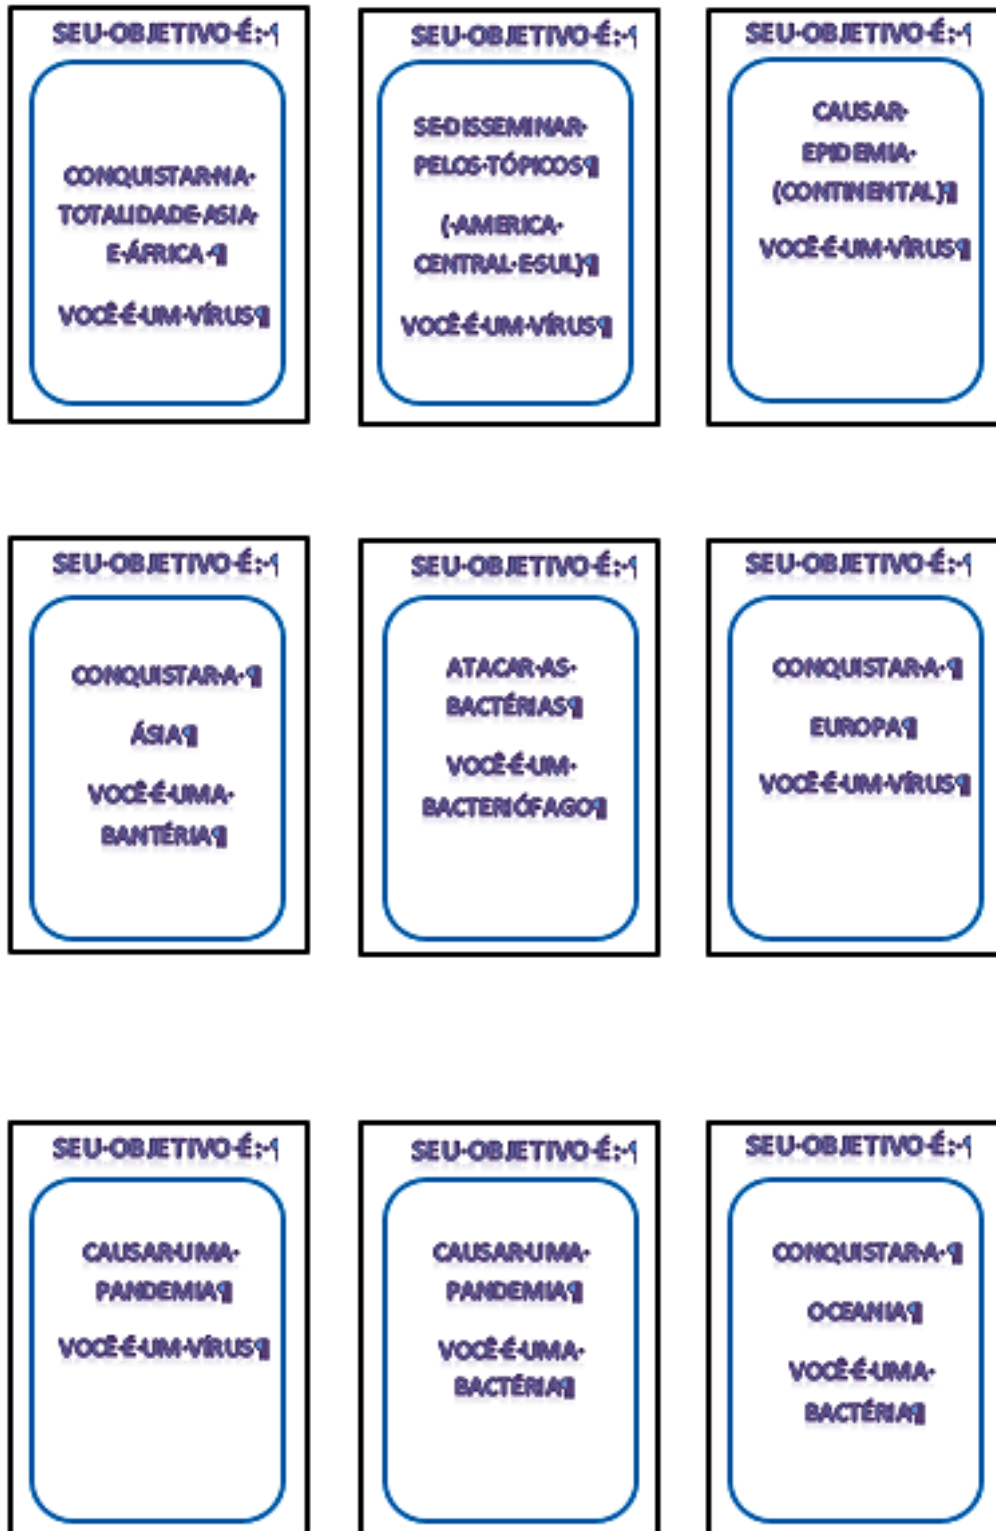 SEU·OBJETIVO·É:·¶
CONQUISTAR·NA·
TOTALIDADE·ASIA·
E·ÁFRICA·¶
VOCÊ·É·UM·VÍRUS¶
SEU·OBJETIVO·É:·¶
SE·DISSEMINAR·
PELOS·TÓPICOS¶
(·AMERICA·
CENTRAL·E·SUL)¶
VOCÊ·É·UM·VÍRUS¶
SEU·OBJETIVO·É:·¶
CAUSAR·
EPIDEMIA·
(CONTINENTAL)¶
VOCÊ·É·UM·VÍRUS¶
SEU·OBJETIVO·É:·¶
CONQUISTAR·A·¶
ÁSIA¶
VOCÊ·É·UMA·
BANTÉRIA¶
SEU·OBJETIVO·É:·¶
ATACAR·AS·
BACTÉRIAS¶
VOCÊ·É·UM·
BACTERIÓFAGO¶
SEU·OBJETIVO·É:·¶
CONQUISTAR·A·¶
EUROPA¶
VOCÊ·É·UM·VÍRUS¶
SEU·OBJETIVO·É:·¶
CAUSAR·UMA·
PANDEMIA¶
VOCÊ·É·UM·VÍRUS¶
SEU·OBJETIVO·É:·¶
CAUSAR·UMA·
PANDEMIA¶
VOCÊ·É·UMA·
BACTÉRIA¶
SEU·OBJETIVO·É:·¶
CONQUISTAR·A·¶
OCEANIA¶
VOCÊ·É·UMA·
BACTÉRIA¶